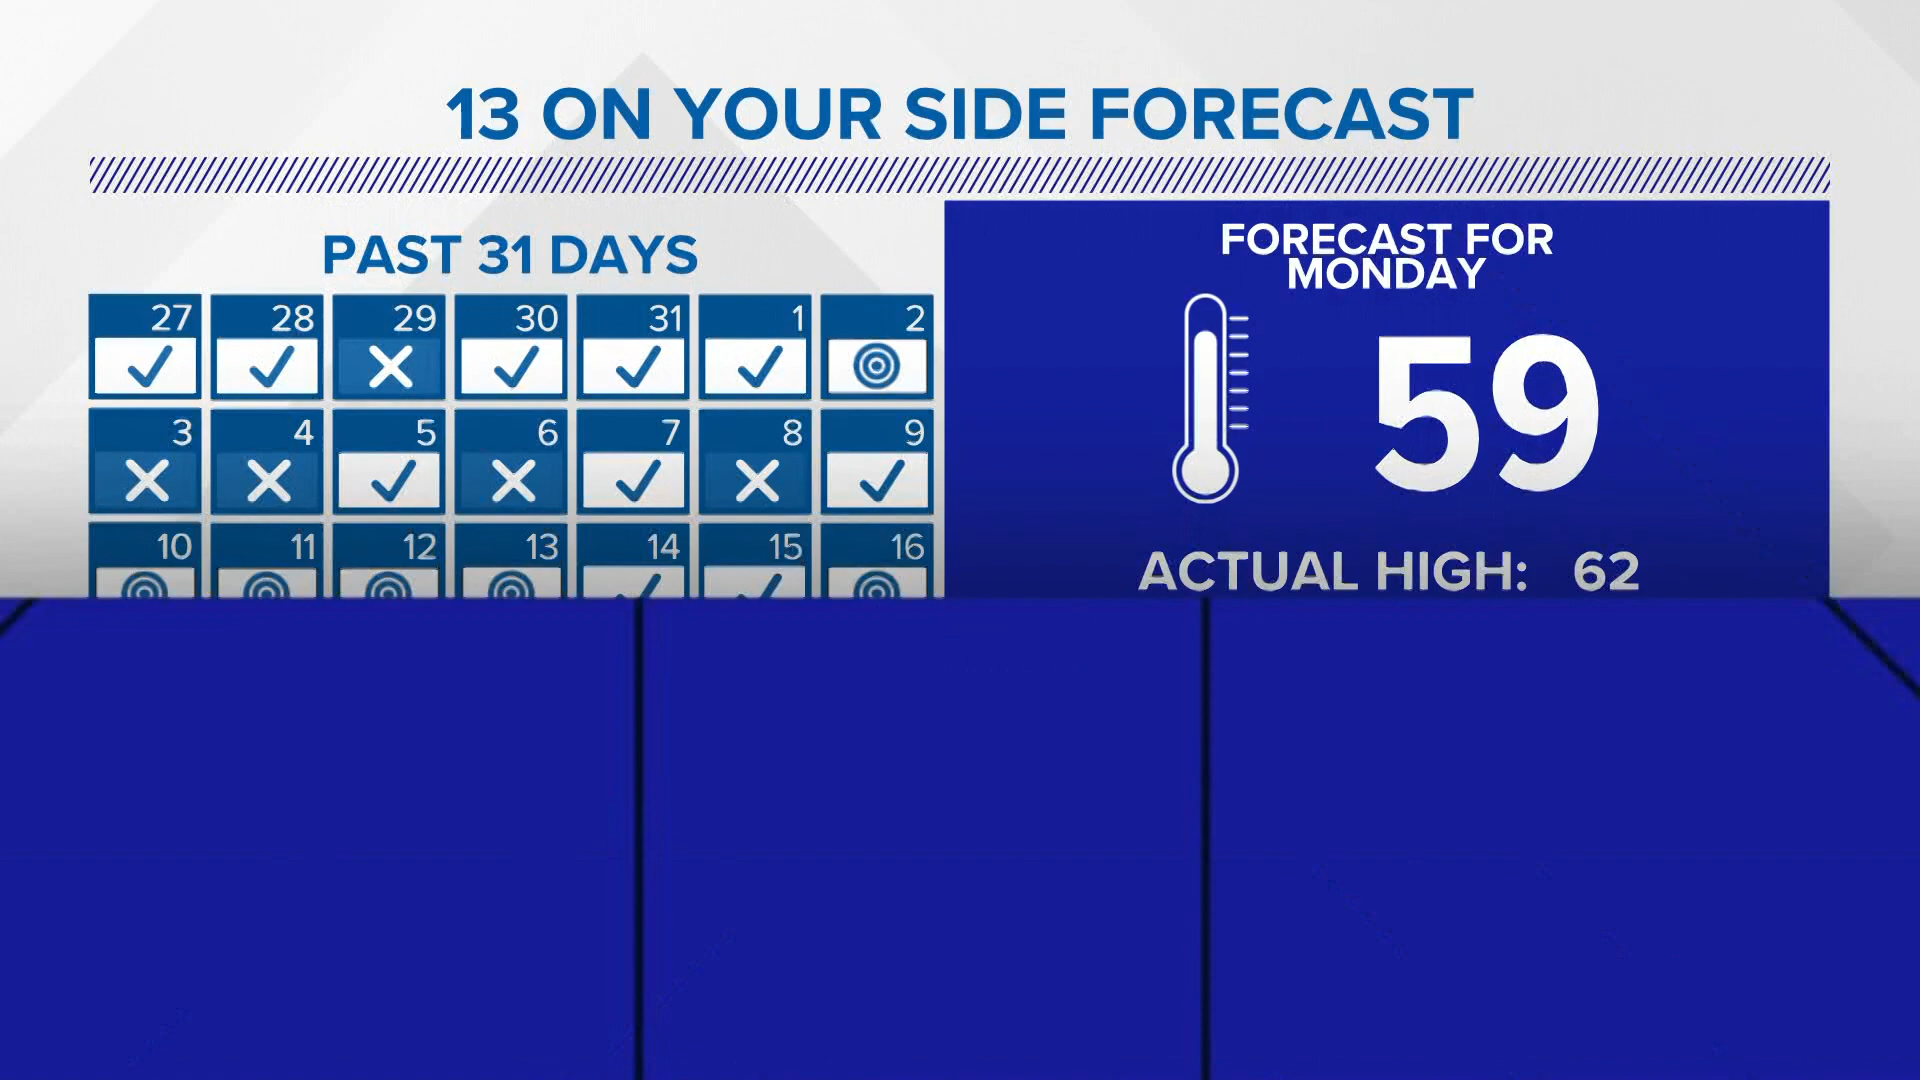 13 ON YOUR SIDE FORECAST
PAST 31 DAYS
27 28 29 30 31 1 2
3 4 5 6 7 8 9
10 11 12 13 14 15 16
FORECAST FOR
MONDAY
59
ACTUAL HIGH: 62